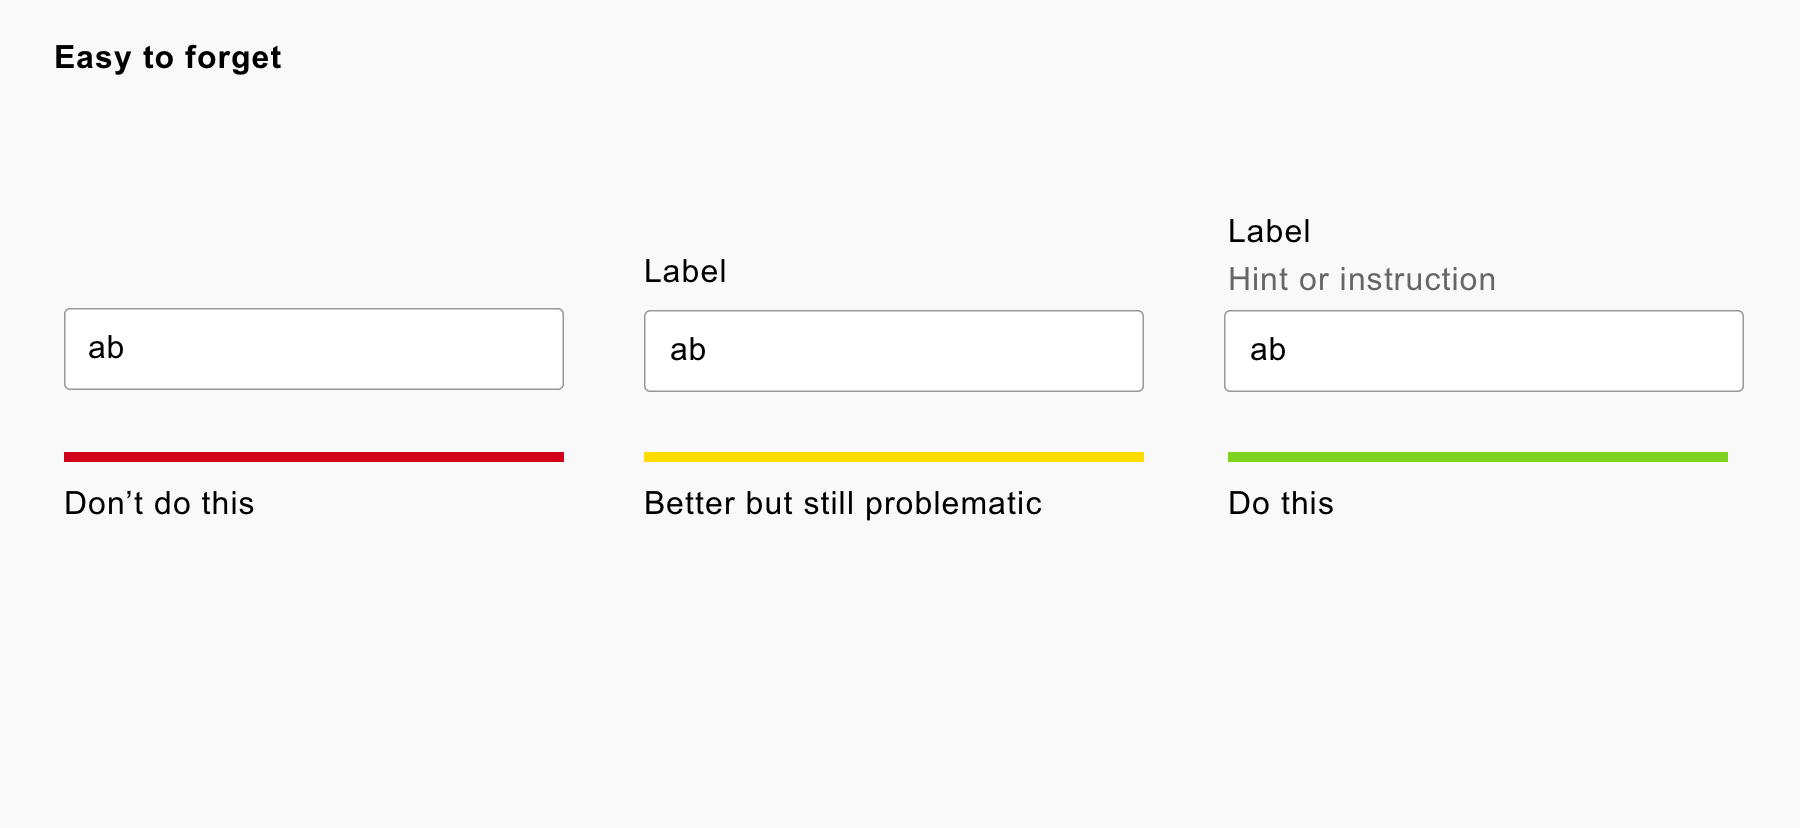 Easy to forget
ab
Don’t do this
Label
ab
Better but still problematic
Label
Hint or instruction
ab
Do this